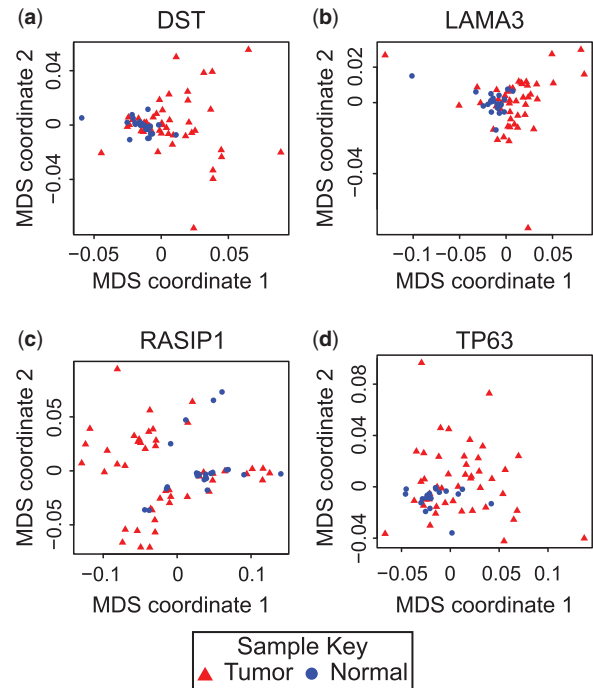 (a) DST
(b) LAMA3
MDS coordinate 2
0.04
−0.04
−0.05 0 0.05
MDS coordinate 1
MDS coordinate 2
0.02
−0.04
−0.1 −0.05 0 0.05
MDS coordinate 1
(c) RASIP1
(d) TP63
MDS coordinate 2
0.05
0
−0.05
−0.1 0 0.1
MDS coordinate 1
MDS coordinate 2
0.08
0.04
0
−0.04
−0.05 0 0.05 0.1
MDS coordinate 1
Sample Key
Tumor Normal